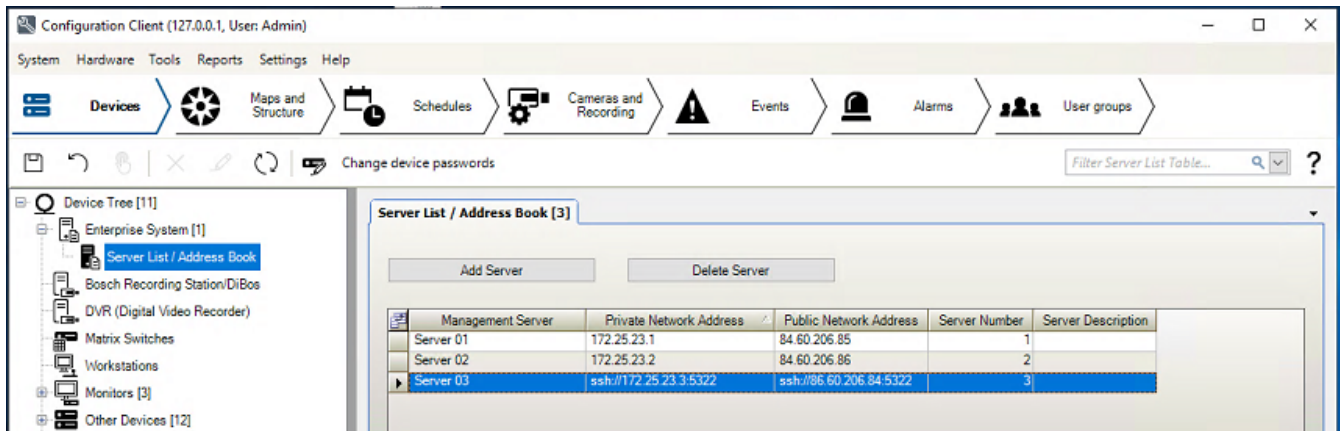 Configuration Client (127.0.0.1, User: Admin)
System Hardware Tools Reports Settings Help
Devices
Maps and
Structure
Schedules
Cameras and
Recording
Events
Alarms
User groups
Change device passwords
Filter Server List Table...
?
Device Tree [11]
Enterprise System [1]
Server List / Address Book
Bosch Recording Station/DiBos
DVR (Digital Video Recorder)
Matrix Switches
Workstations
Monitors [3]
Other Devices [12]
Server List / Address Book [3]
Add Server Delete Server
Management Server Private Network Address Public Network Address Server Number Server Description
Server 01 172.25.23.1 84.60.206.85 1
Server 02 172.25.23.2 84.60.206.86 2
Server 03 ssh://172.25.23.3:5322 ssh://86.60.206.84:5322 3